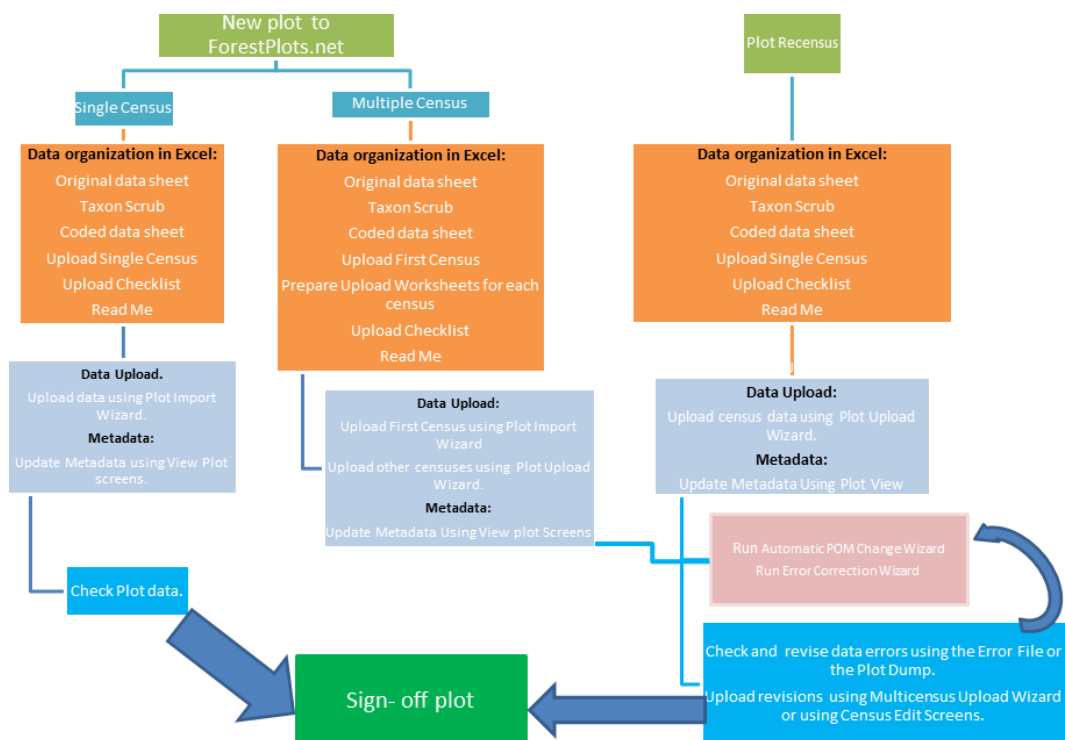 New plot to
ForestPlots.net
Single Census
Multiple Census
Data organization in Excel:
Original data sheet
Taxon Scrub
Coded data sheet
Upload Single Census
Upload Checklist
Read Me
Data Upload.
Upload data using Plot Import
Wizard.
Metadata:
Update Metadata using View Plot
screens.
Check Plot data.
Data organization in Excel:
Original data sheet
Taxon Scrub
Coded data sheet
Upload First Census
Prepare Upload Worksheets for each
census
Upload Checklist
Read Me
Data Upload:
Upload First Census using Plot Import
Wizard
Upload other censuses using Plot Upload
Wizard.
Metadata:
Update Metadata Using View plot Screens
Plot Recensus
Data organization in Excel:
Original data sheet
Taxon Scrub
Coded data sheet
Upload Single Census
Upload Checklist
Read Me
Data Upload:
Upload census data using Plot Upload
Wizard.
Metadata:
Update Metadata Using Plot View
Run Automatic POM Change Wizard
Run Error Correction Wizard
Check and revise data errors using the Error File or
the Plot Dump.
Upload revisions using Multicensus Upload Wizard
or using Census Edit Screens.
Sign- off plot